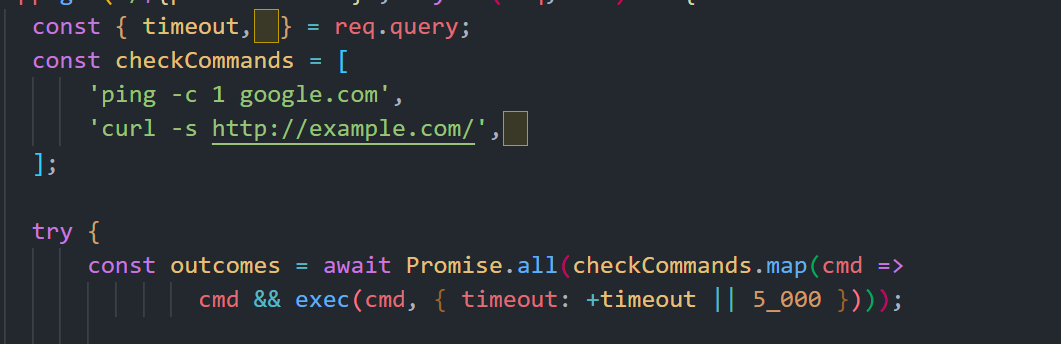 const { timeout, } = req.query;
const checkCommands = [
'ping -c 1 google.com',
'curl -s http://example.com/',
];
try {
const outcomes = await Promise.all(checkCommands.map(cmd =>
cmd && exec(cmd, { timeout: +timeout || 5_000 })));